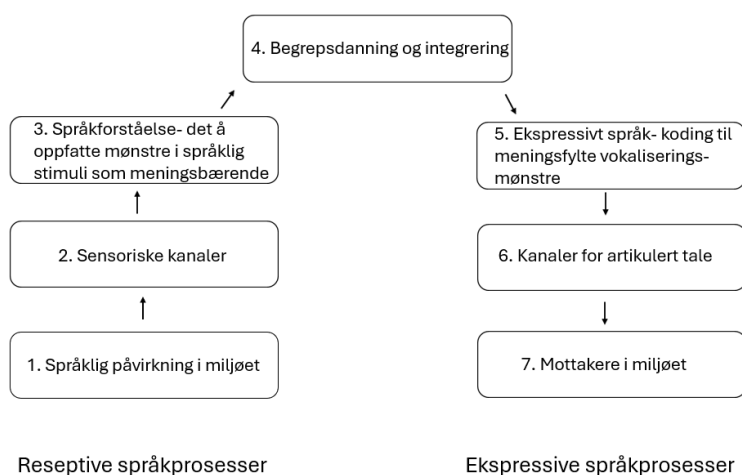 4. Begrepsdanning og integrering
3. Språkforståelse- det å
oppfatte mønstre i språklig
stimuli som meningsbærende
5. Ekspressivt språk- koding til
meningsfylte vokaliserings-
mønstre
2. Sensoriske kanaler
6. Kanaler for artikulert tale
1. Språklig påvirkning i miljøet
7. Mottakere i miljøet
Reseptive språkprosesser
Ekspressive språkprosesser